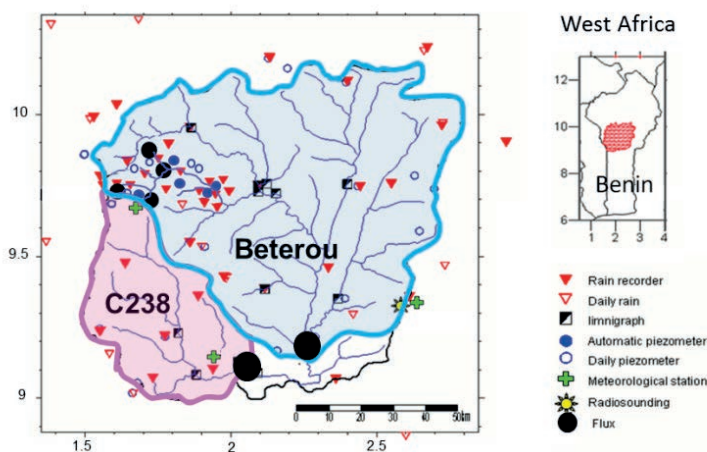 West Africa
10
9.5
9
1.5
2
2.5
Beterou
C238
0
10
20
30
40
50km
12
10
8
6
Benin
1
2
3
4
Rain recorder
Daily rain
limnigraph
Automatic piezometer
Daily piezometer
Meteorological station
Radiosounding
Flux